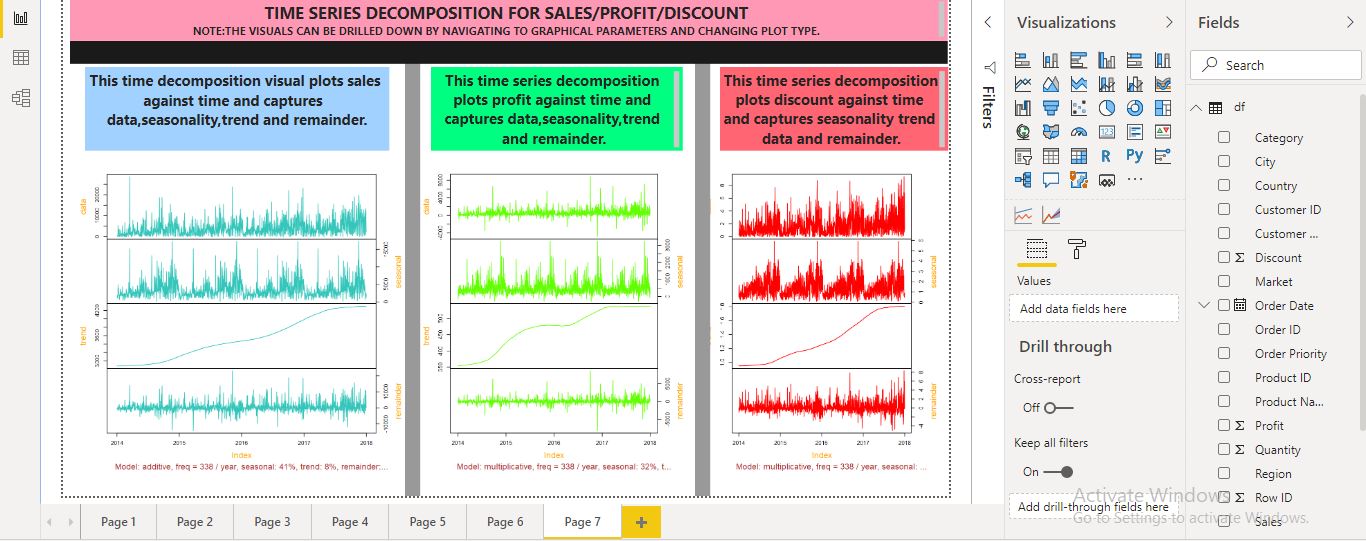 TIME SERIES DECOMPOSITION FOR SALES/PROFIT/DISCOUNT
NOTE:THE VISUALS CAN BE DRILLED DOWN BY NAVIGATING TO GRAPHICAL PARAMETERS AND CHANGING PLOT TYPE.
This time decomposition visual plots sales
against time and captures
data,seasonality,trend and remainder.
This time series decomposition
plots profit against time and
captures data,seasonality,trend
and remainder.
This time series decomposition
plots discount against time
and captures seasonality trend
data and remainder.
data
seasonal
trend
remainder
2014 2015 2016 2017 2018
Index
Model: additive, freq = 338 / year, seasonal: 41%, trend: 8%, remainder:...
data
seasonal
trend
remainder
2014 2015 2016 2017 2018
Index
Model: multiplicative, freq = 338 / year, seasonal: 32%, t...
seasonal
remainder
2014 2015 2016 2017 2018
Index
Model: multiplicative, freq = 338 / year, seasonal: ...
Page 1
Page 2
Page 3
Page 4
Page 5
Page 6
Page 7
Filters
Visualizations
123
R
Py
...
Values
Add data fields here
Drill through
Cross-report
Off
Keep all filters
On
Add drill-through fields here
Fields
Search
df
Category
City
Country
Customer ID
Customer ...
Discount
Market
Order Date
Order ID
Order Priority
Product ID
Product Na...
Profit
Quantity
Region
Row ID
Sales
Activate Windows
Go to Settings to activate Windows.